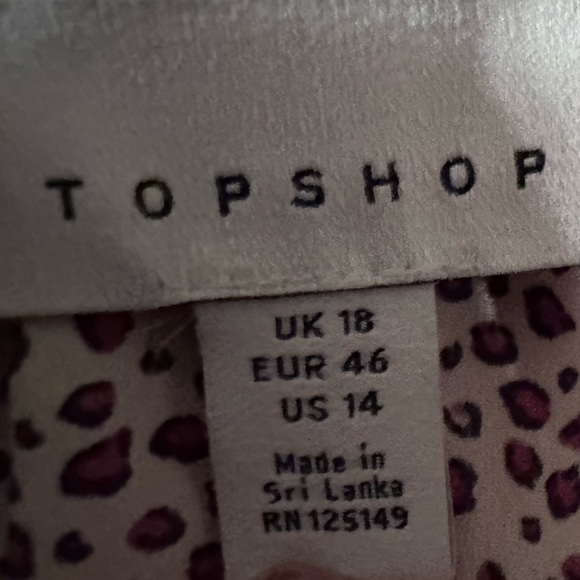 TOPSHOP
UK 18
EUR 46
US 14
Made in
Sri Lanka
RN 125149